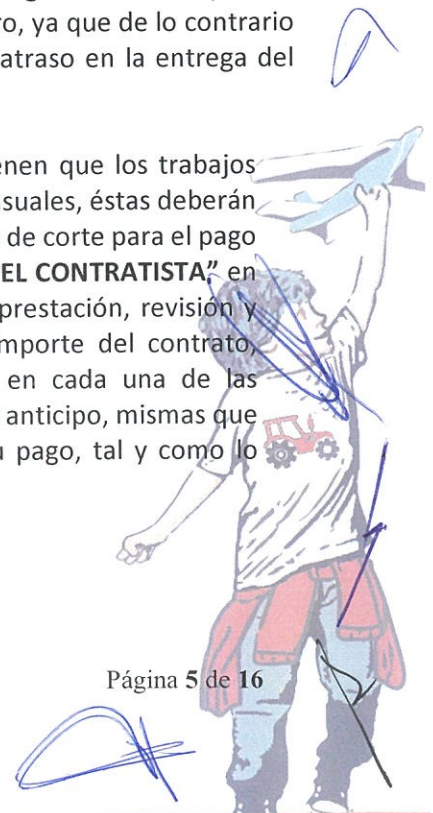 ro, ya que de lo contrario
atraso en la entrega del
enen que los trabajos
suales, éstas deberán
de corte para el pago
EL CONTRATISTA" en
prestación, revisión y
mporte del contrato,
en cada una de las
anticipo, mismas que
u pago, tal y como lo
Página 5 de 16